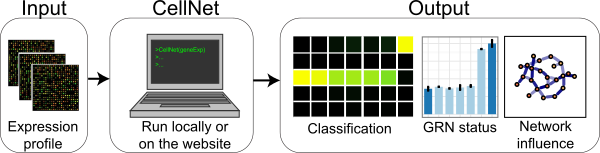 Input
CellNet
Output
>CellNet(geneExp)
>...
>...
Expression
profile
Run locally or
on the website
Classification
GRN status
Network
influence